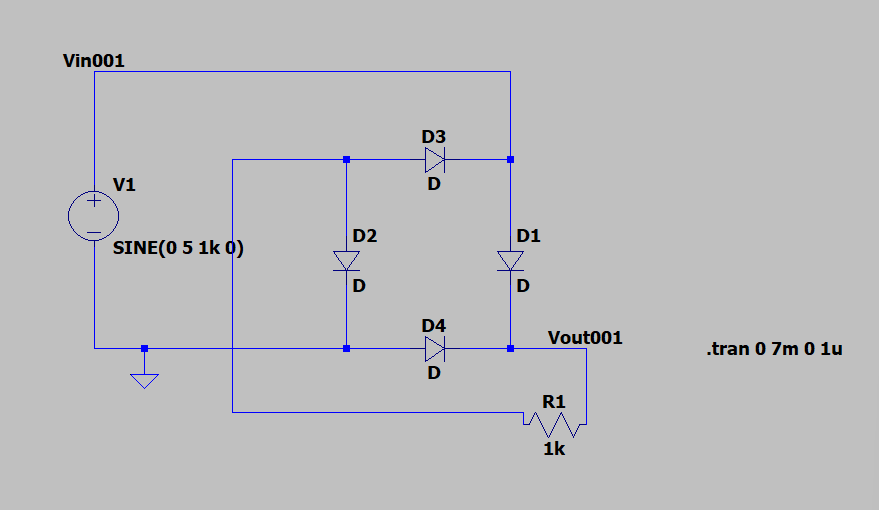 Vin001
D3
D
V1
SINE(0 5 1k 0)
D2
D
D1
D
D4
D
Vout001
.tran 0 7m 0 1u
R1
1k